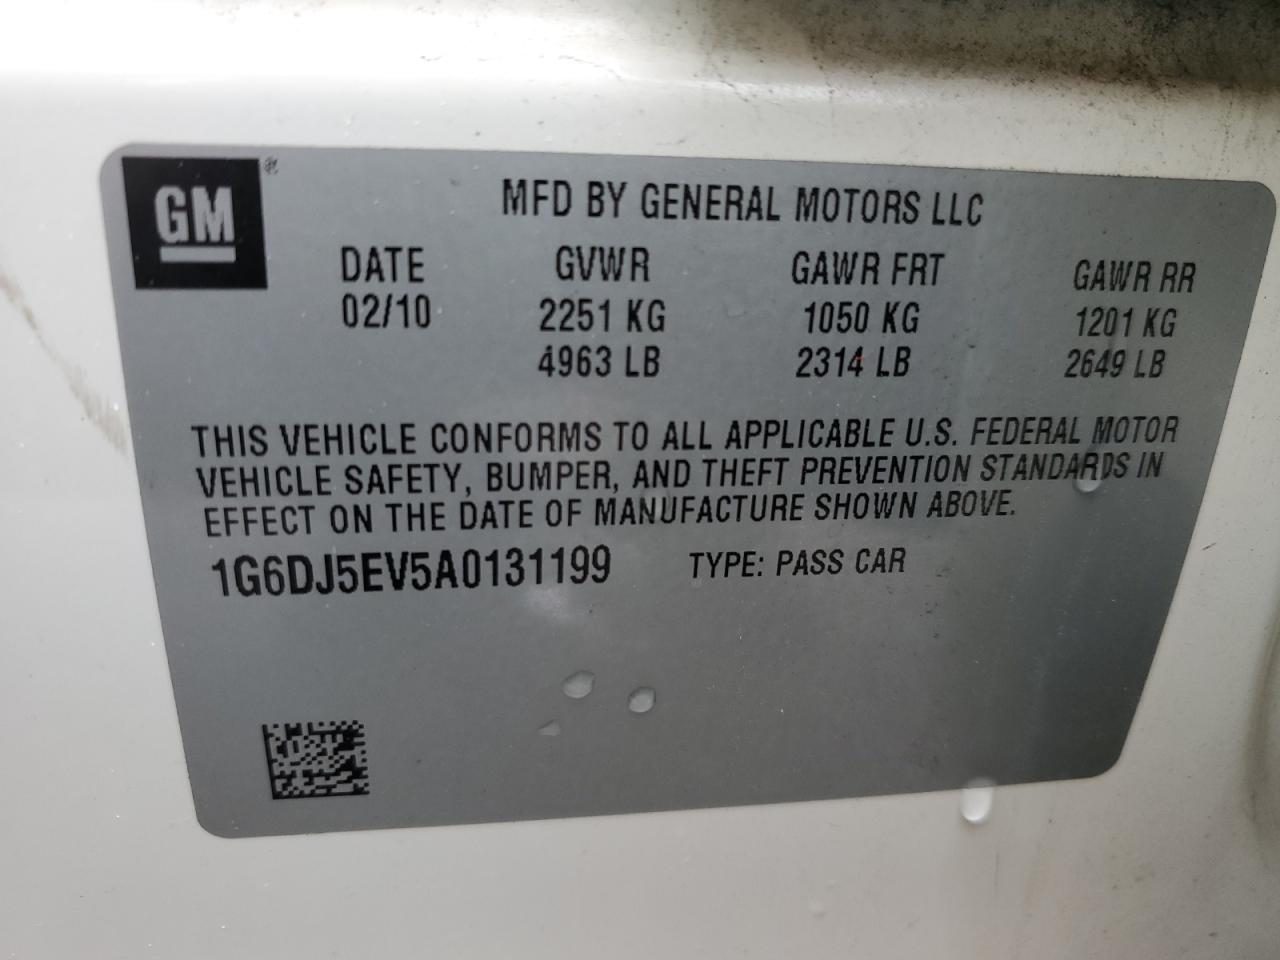 GM ®
MFD BY GENERAL MOTORS LLC
DATE GVWR GAWR FRT GAWR RR
02/10 2251 KG 1050 KG 1201 KG
4963 LB 2314 LB 2649 LB
THIS VEHICLE CONFORMS TO ALL APPLICABLE U.S. FEDERAL MOTOR
VEHICLE SAFETY, BUMPER, AND THEFT PREVENTION STANDARDS IN
EFFECT ON THE DATE OF MANUFACTURE SHOWN ABOVE.
1G6DJ5EV5A0131199 TYPE: PASS CAR